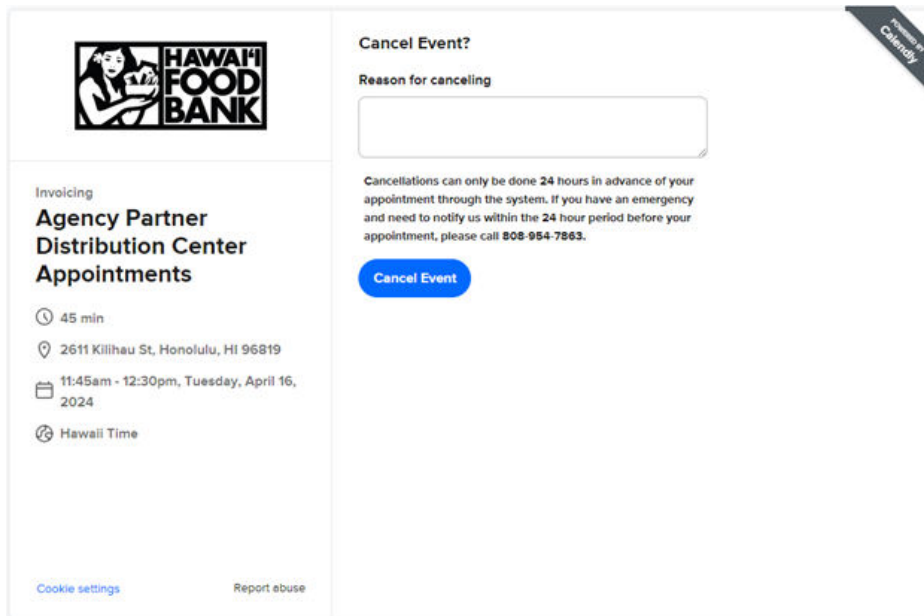 HAWAI'I
FOOD
BANK
Invoicing
Agency Partner
Distribution Center
Appointments
45 min
2611 Kilihau St, Honolulu, HI 96819
11:45am - 12:30pm, Tuesday, April 16,
2024
Hawaii Time
Cookie settings
Report abuse
Cancel Event?
Reason for canceling
Cancellations can only be done 24 hours in advance of your
appointment through the system. If you have an emergency
and need to notify us within the 24 hour period before your
appointment, please call 808-954-7863.
Cancel Event
POWERED BY
Calendly